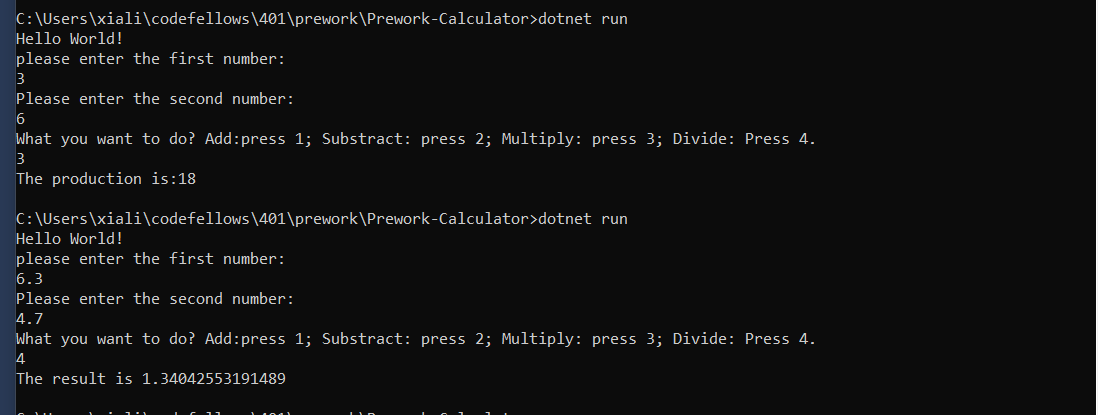 C:\Users\xiali\codefellows\401\prework\Prework-Calculator>dotnet run
Hello World!
please enter the first number:
3
Please enter the second number:
6
What you want to do? Add:press 1; Substract: press 2; Multiply: press 3; Divide: Press 4.
3
The production is:18
C:\Users\xiali\codefellows\401\prework\Prework-Calculator>dotnet run
Hello World!
please enter the first number:
6.3
Please enter the second number:
4.7
What you want to do? Add:press 1; Substract: press 2; Multiply: press 3; Divide: Press 4.
4
The result is 1.34042553191489